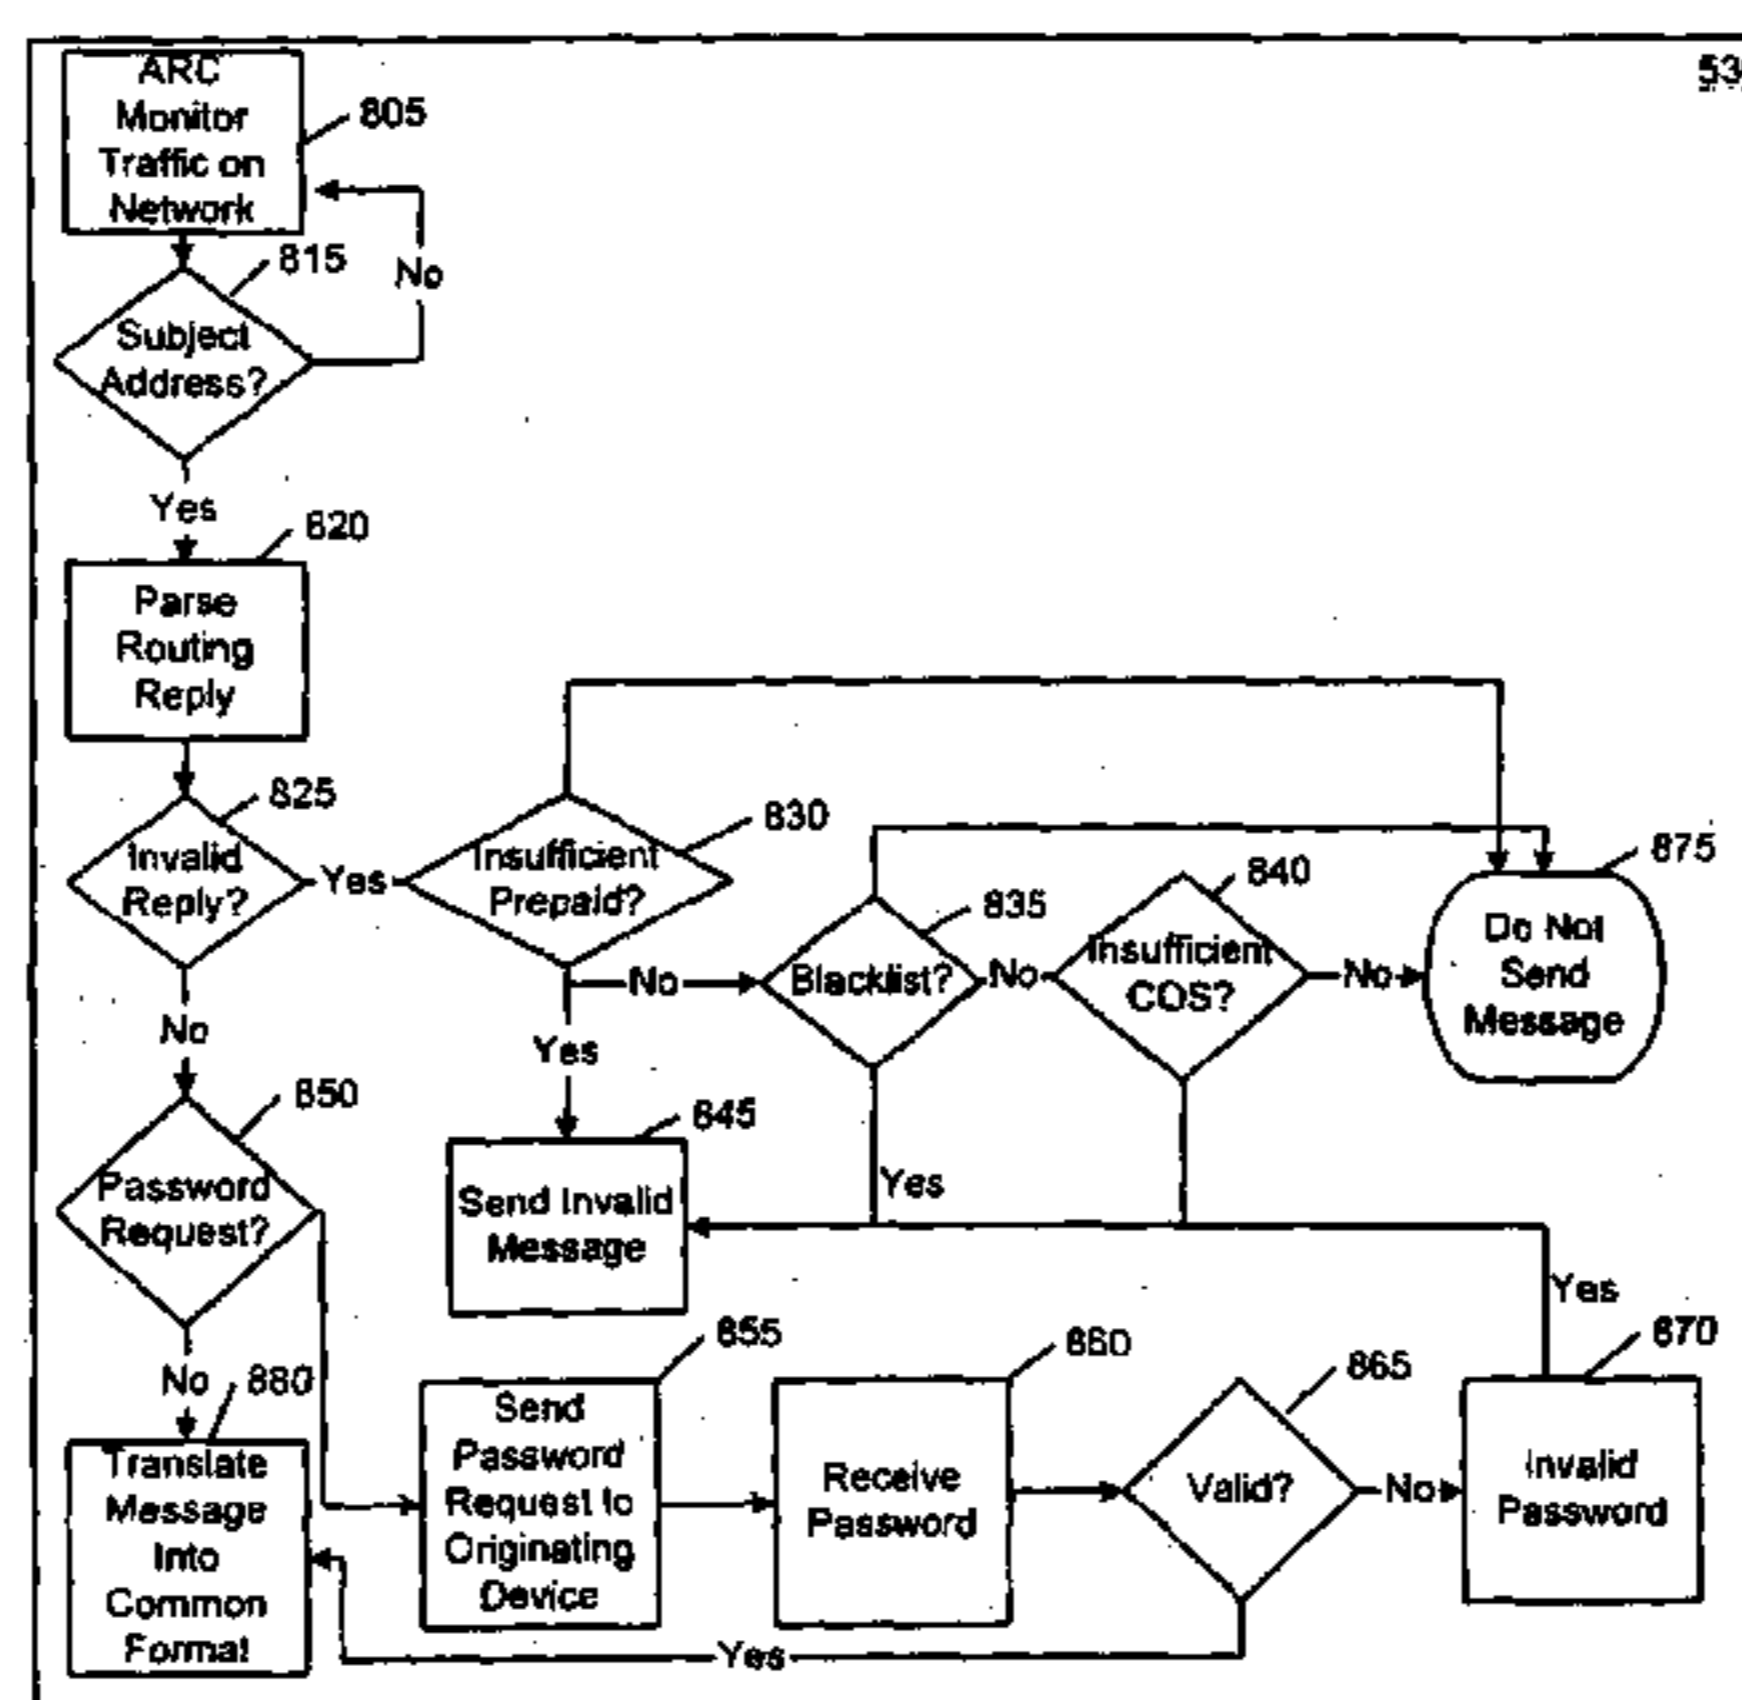 53
ARC
Monitor
Traffic on
Network
805
No
815
Subject
Address?
Yes
820
Parse
Routing
Reply
825
Invalid
Reply?
Yes
830
Insufficient
Prepaid?
No
835
Blacklist?
No
840
Insufficient
COS?
No
875
Do Not
Send
Message
No
Yes
845
Send Invalid
Message
Yes
850
Password
Request?
Yes
No
880
Translate
Message
Into
Common
Format
855
Send
Password
Request to
Originating
Device
860
Receive
Password
865
Valid?
No
870
Invalid
Password
Yes